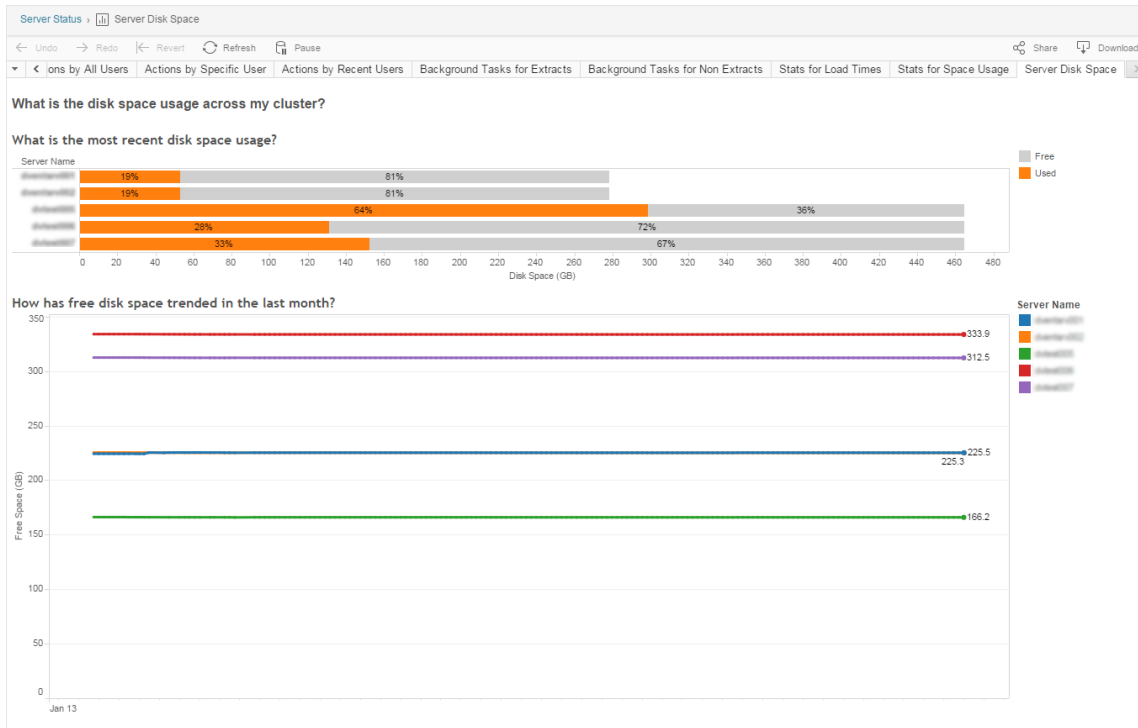 Server Status › Server Disk Space
Undo Redo Revert Refresh Pause Share Download
ons by All Users Actions by Specific User Actions by Recent Users Background Tasks for Extracts Background Tasks for Non Extracts Stats for Load Times Stats for Space Usage Server Disk Space
What is the disk space usage across my cluster?
What is the most recent disk space usage?
Server Name
19% 81%
19% 81%
64% 36%
28% 72%
33% 67%
0 20 40 60 80 100 120 140 160 180 200 220 240 260 280 300 320 340 360 380 400 420 440 460 480
Disk Space (GB)
Free
Used
How has free disk space trended in the last month?
350
300
250
200
150
100
50
0
Free Space (GB)
333.9
312.5
225.5
225.3
166.2
Jan 13
Server Name